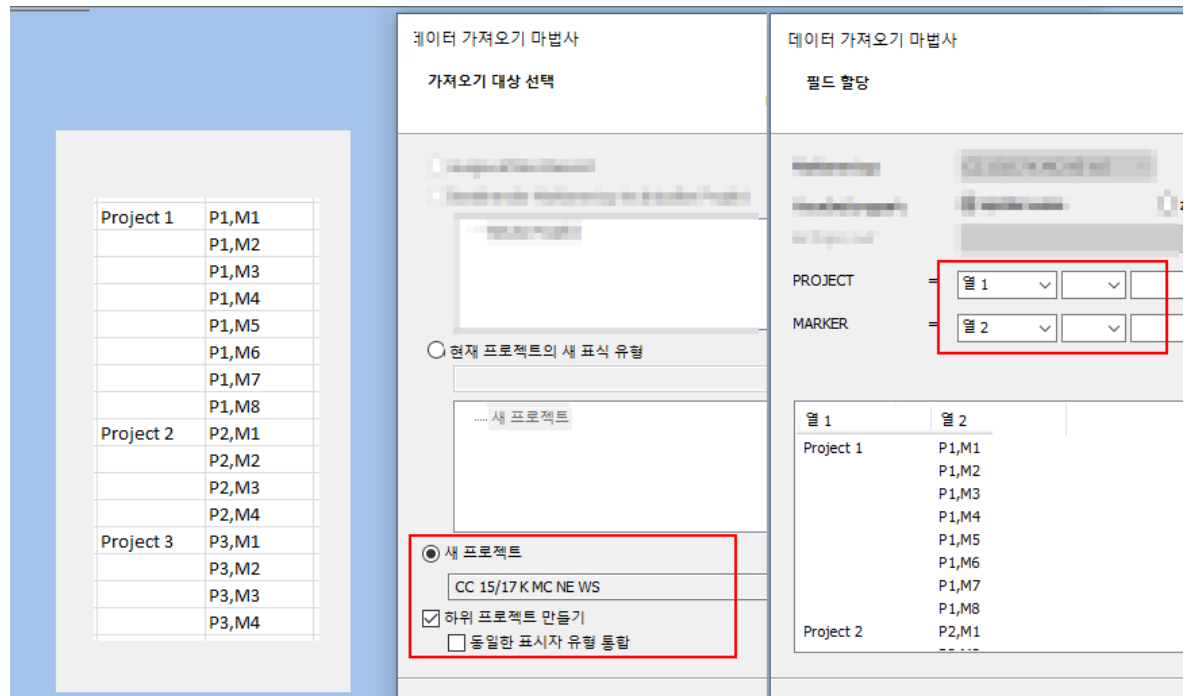 Project 1 P1,M1
P1,M2
P1,M3
P1,M4
P1,M5
P1,M6
P1,M7
P1,M8
Project 2 P2,M1
P2,M2
P2,M3
P2,M4
Project 3 P3,M1
P3,M2
P3,M3
P3,M4
데이터 가져오기 마법사
가져오기 대상 선택
현재 프로젝트의 새 표식 유형
새 프로젝트
새 프로젝트
CC 15/17 K MC NE WS
하위 프로젝트 만들기
동일한 표시자 유형 통합
데이터 가져오기 마법사
필드 할당
PROJECT = 열 1
MARKER = 열 2
열 1 열 2
Project 1 P1,M1
P1,M2
P1,M3
P1,M4
P1,M5
P1,M6
P1,M7
P1,M8
Project 2 P2,M1